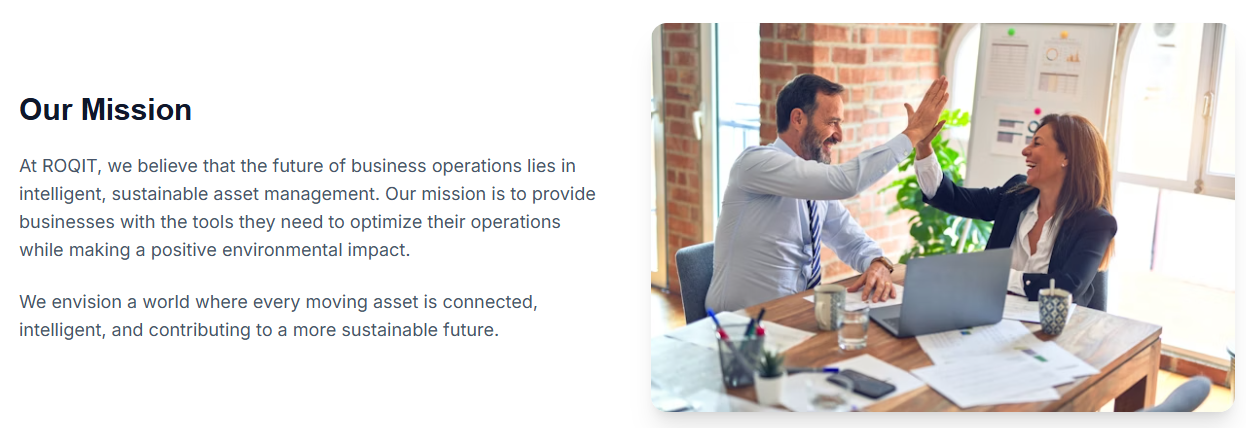 Our Mission
At ROQIT, we believe that the future of business operations lies in
intelligent, sustainable asset management. Our mission is to provide
businesses with the tools they need to optimize their operations
while making a positive environmental impact.
We envision a world where every moving asset is connected,
intelligent, and contributing to a more sustainable future.